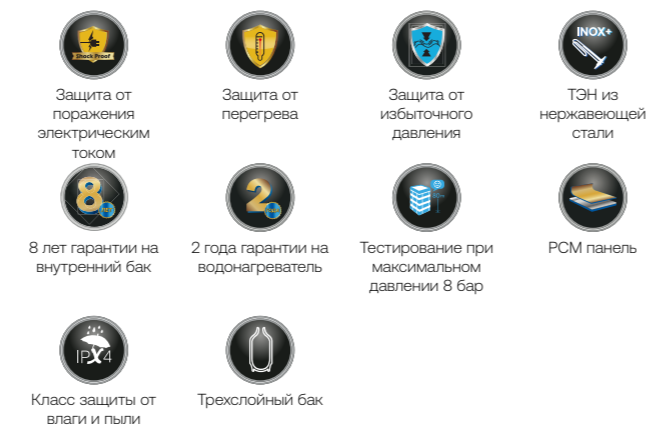 Shock Proof
INOX+
Защита от
поражения
электрическим
током
Защита от
перегрева
Защита от
избыточного
давления
ТЭН из
нержавеющей
стали
8
2
8 лет гарантии на
внутренний бак
2 года гарантии на
водонагреватель
Тестирование при
максимальном
давлении 8 бар
PCM панель
IPX4
Класс защиты от
влаги и пыли
Трехслойный бак